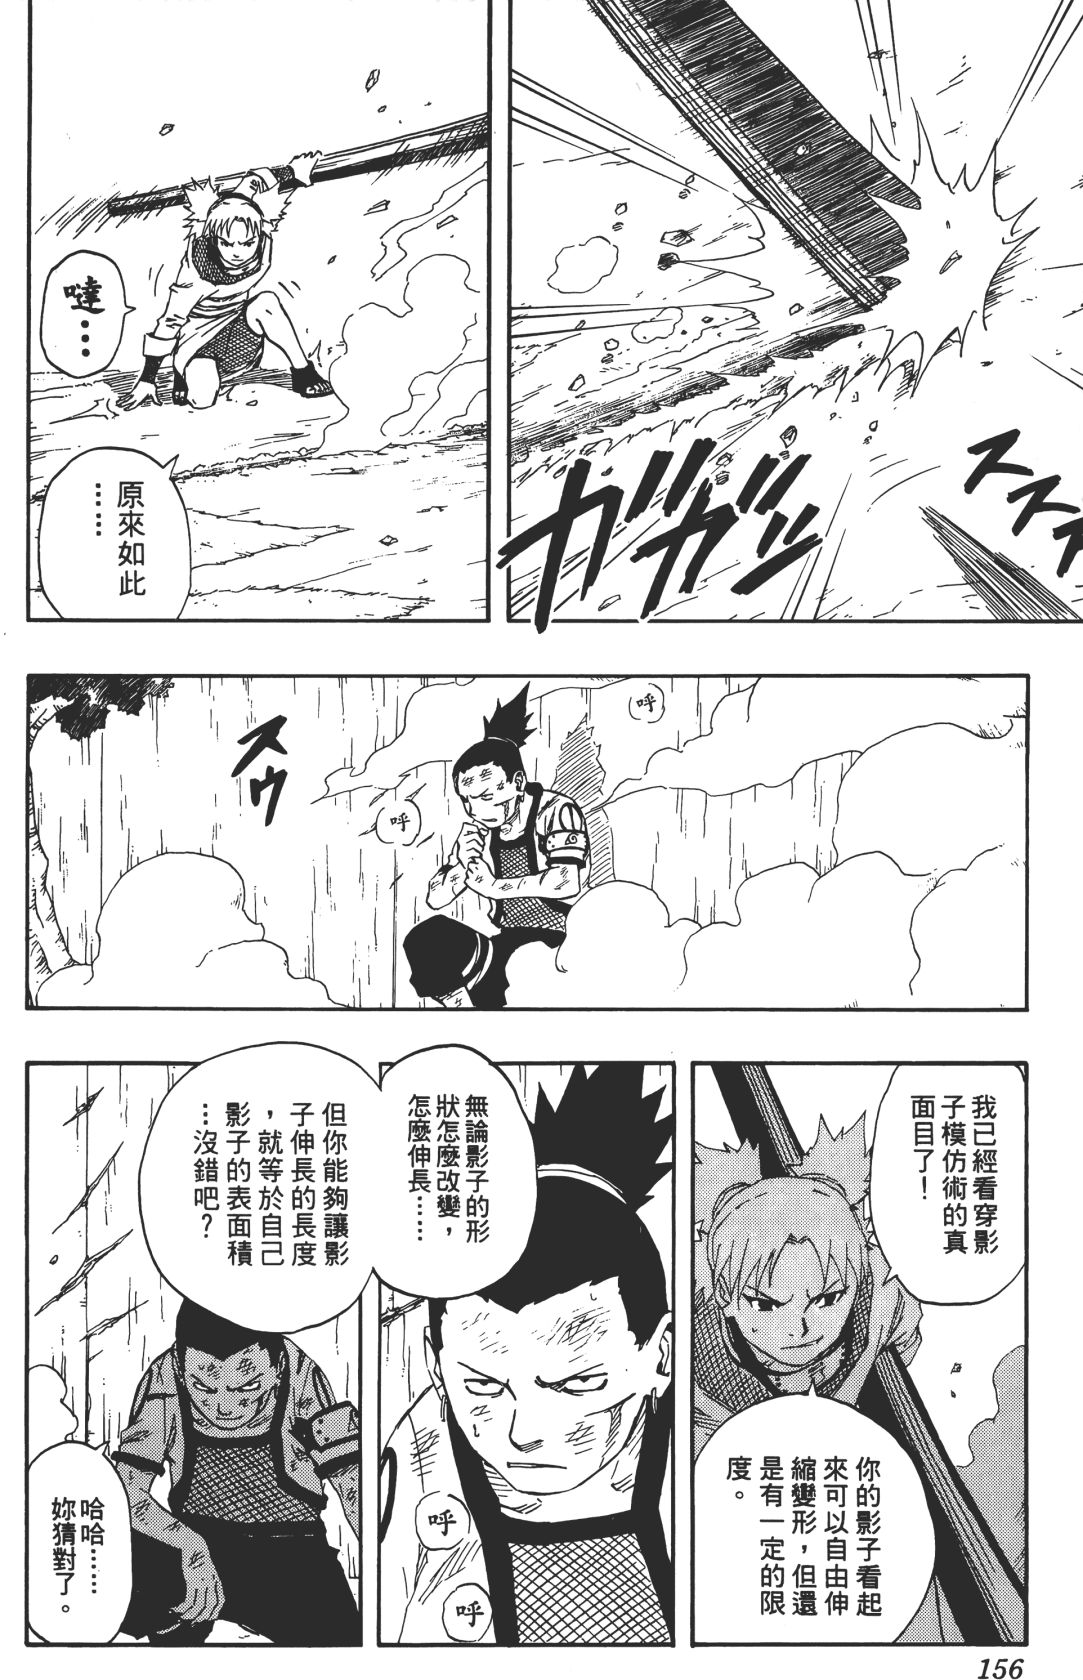 ガガガッ
ススス
噠…
原來如此
……
呼
スゥ
呼
我已經看穿影
子模仿術的真
面目了！
你的影子看起
來可以自由伸
縮變形，但還
是有一定的限
度。
無論影子的形
狀怎麼改變，
怎麼伸長……
呼
呼
但你能夠讓影
子伸長的長度
，就等於自己
影子的表面積
…沒錯吧？
哈哈……
妳猜對了。
156